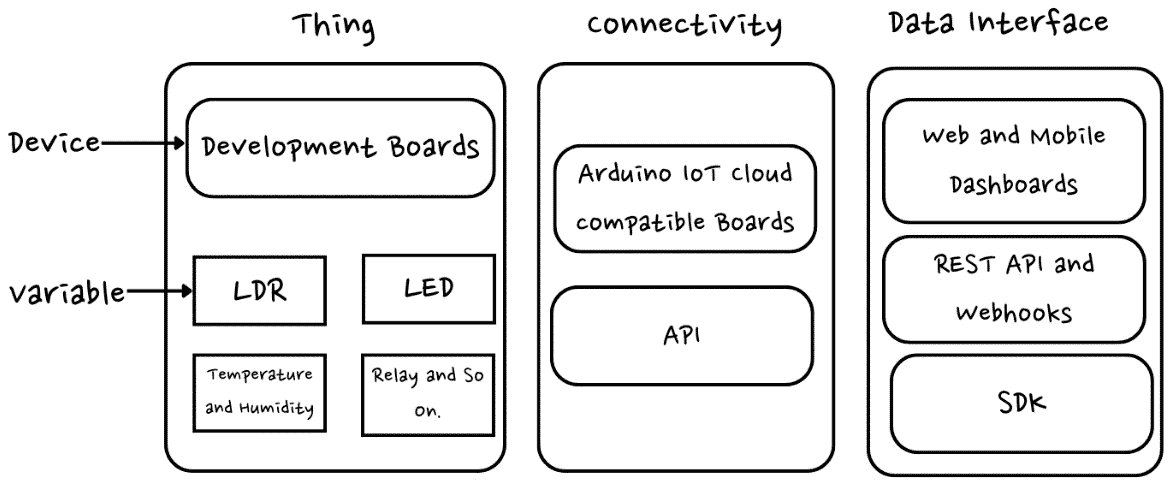 Thing
Connectivity
Data Interface
Device
Development Boards
Variable
LDR
LED
Temperature
and Humidity
Relay and So
On.
Arduino IoT Cloud
Compatible Boards
API
Web and Mobile
Dashboards
REST API and
Webhooks
SDK